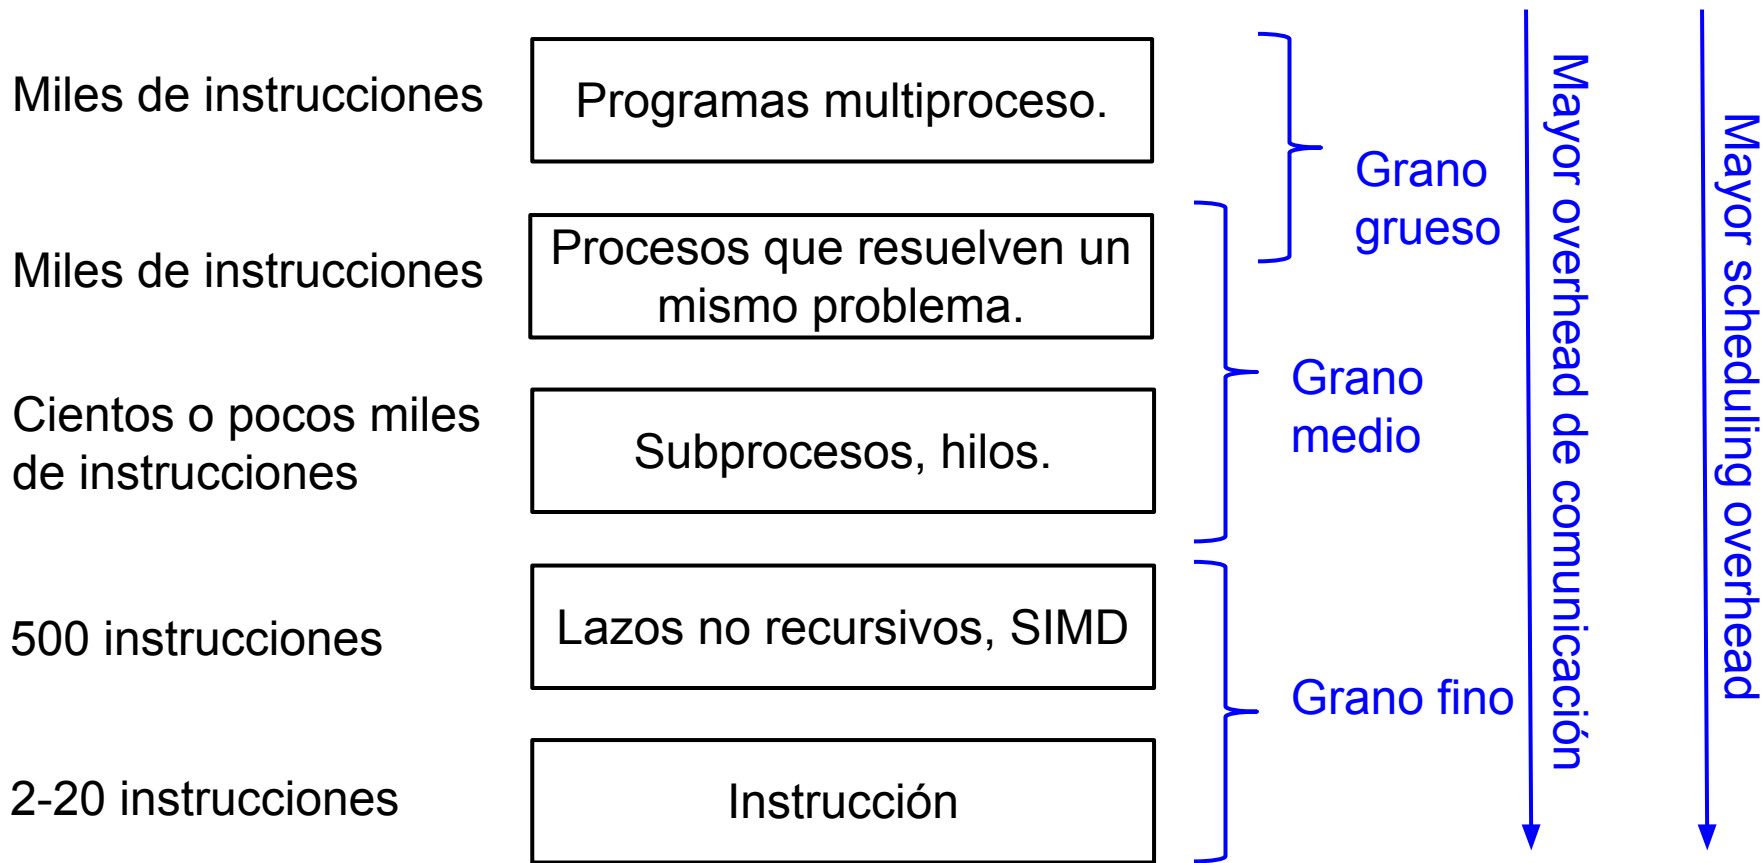 Miles de instrucciones
Programas multiproceso.
Miles de instrucciones
Procesos que resuelven un
mismo problema.
Grano
grueso
Cientos o pocos miles
de instrucciones
Subprocesos, hilos.
Grano
medio
500 instrucciones
Lazos no recursivos, SIMD
2-20 instrucciones
Instrucción
Grano fino
Mayor overhead de comunicación
Mayor scheduling overhead